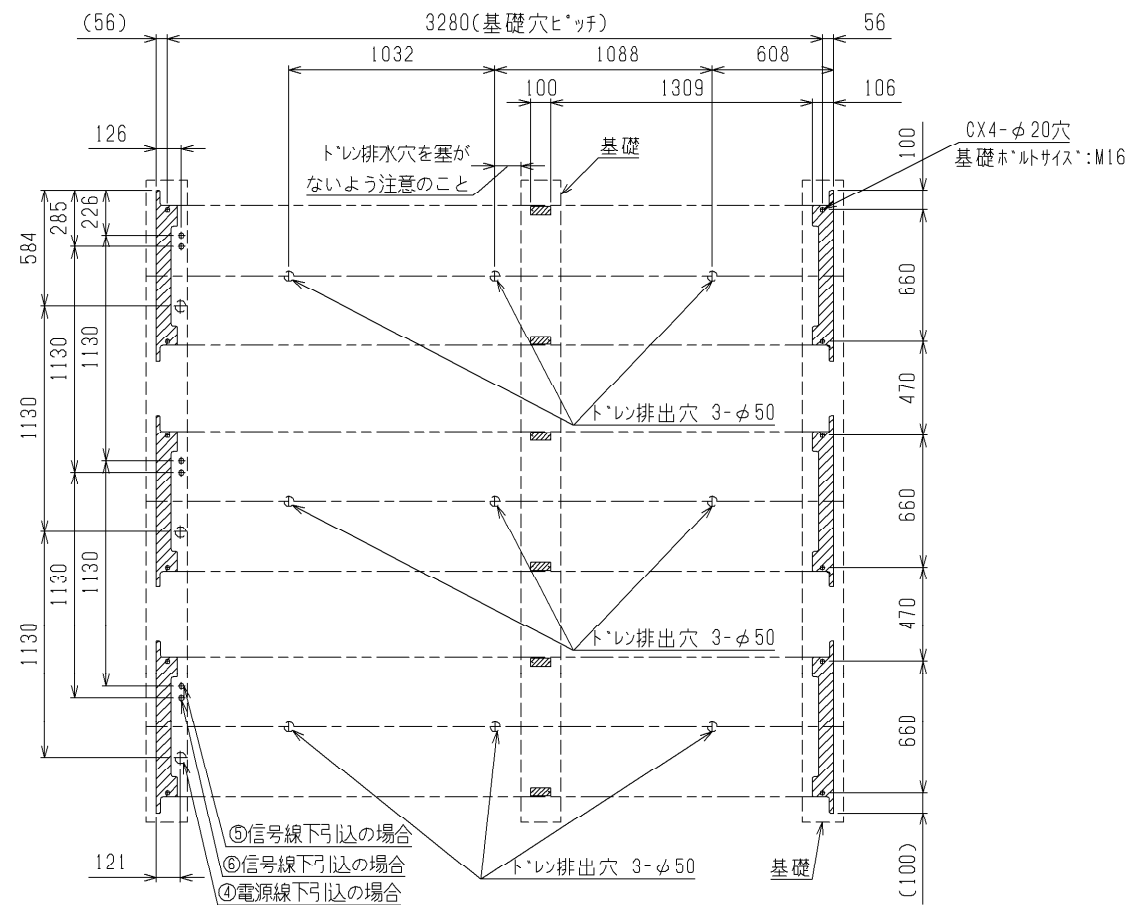 (56)
3280(基礎穴ピッチ)
56
1032
1088
608
100
1309
106
126
ドレン排水穴を塞が
ないよう注意のこと
基礎
CX4-φ20穴
基礎ボルトサイズ:M16
100
584
285
226
660
1130
1130
1130
470
ドレン排出穴 3-φ50
660
1130
1130
1130
470
ドレン排出穴 3-φ50
660
⑤信号線下引込の場合
⑥信号線下引込の場合
④電源線下引込の場合
121
ドレン排出穴 3-φ50
基礎
(100)